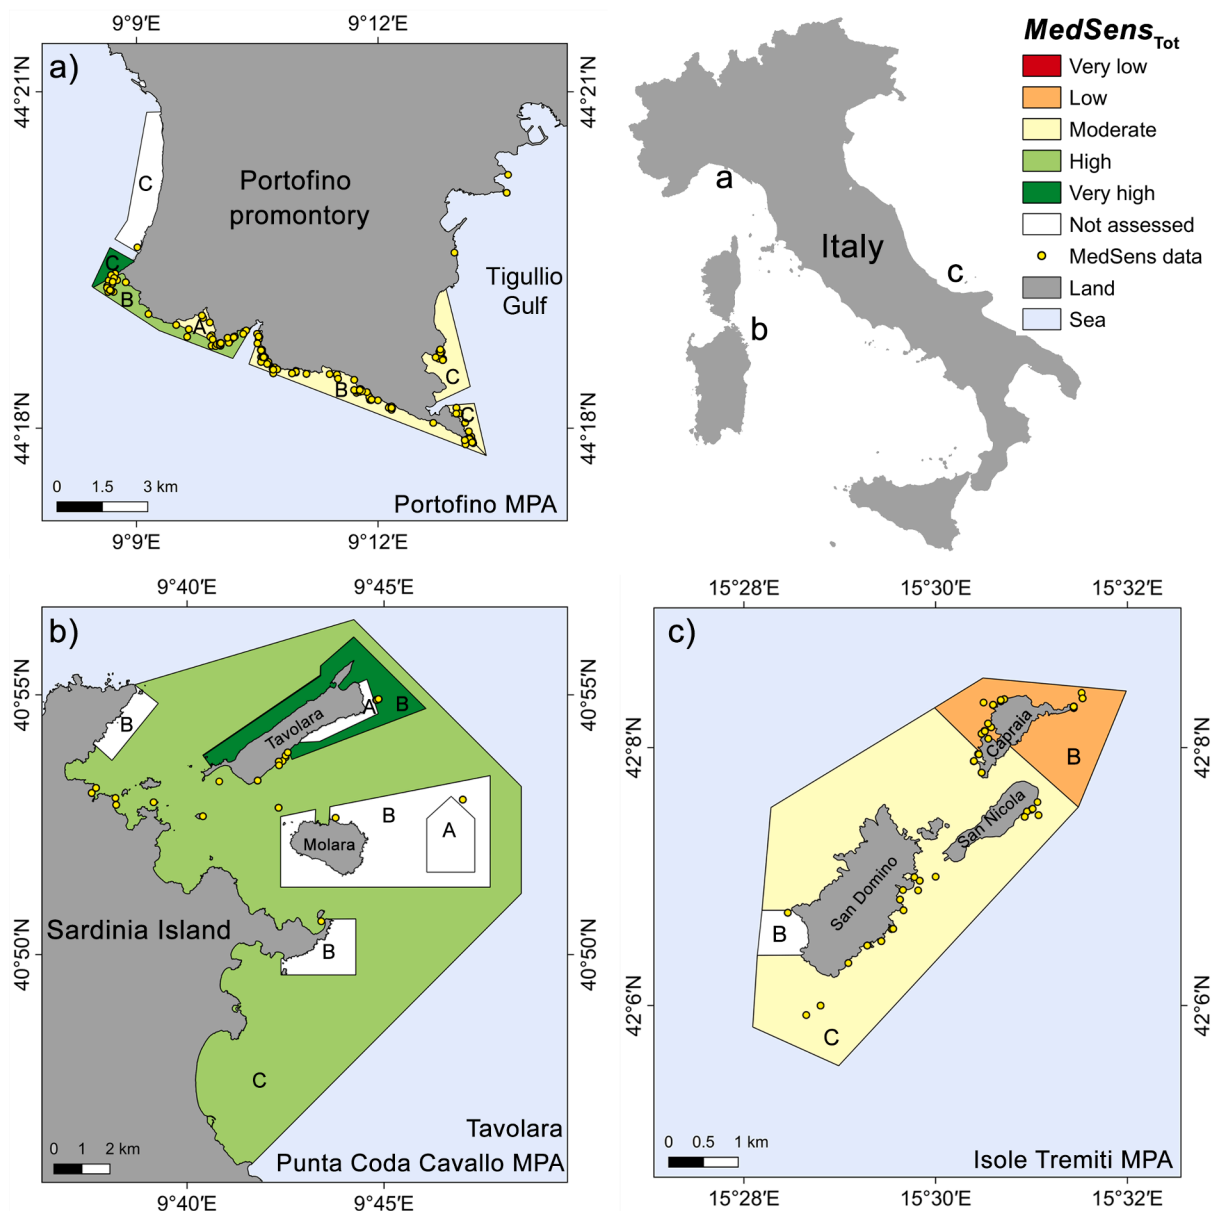 9°9′E
9°12′E
a)
44°21′N
44°21′N
C
Portofino
promontory
Tigullio
Gulf
C
B
A
B
C
C
44°18′N
44°18′N
0 1.5 3 km
Portofino MPA
9°9′E
9°12′E
a
Italy
c
b
MedSens Tot
Very low
Low
Moderate
High
Very high
Not assessed
MedSens data
Land
Sea
9°40′E
9°45′E
b)
40°55′N
40°55′N
B
Tavolara
A
B
B
A
Molara
Sardinia Island
B
40°50′N
40°50′N
C
0 1 2 km
Tavolara
Punta Coda Cavallo MPA
9°40′E
9°45′E
15°28′E
15°30′E
15°32′E
c)
42°8′N
42°8′N
Capraia
B
San Nicola
San Domino
B
42°6′N
42°6′N
C
0 0.5 1 km
Isole Tremiti MPA
15°28′E
15°30′E
15°32′E